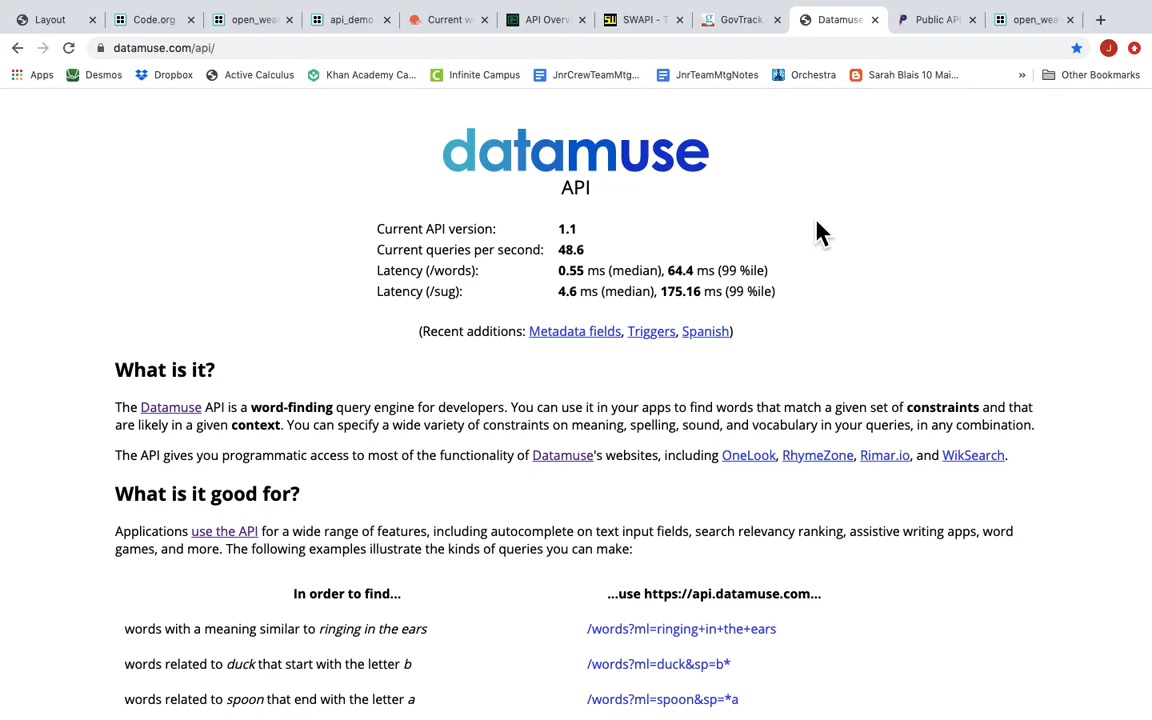 Layout
Code.org
open_wea
api_demo
Current w
API Over
SWAPI - T
GovTrack.
Datamuse
Public API
open_wea
datamuse.com/api/
J
Apps
Desmos
Dropbox
Active Calculus
Khan Academy Ca...
Infinite Campus
JnrCrewTeamMtg...
JnrTeamMtgNotes
Orchestra
Sarah Blais 10 Mai...
»
Other Bookmarks
datamuse
API
Current API version: 1.1
Current queries per second: 48.6
Latency (/words): 0.55 ms (median), 64.4 ms (99 %ile)
Latency (/sug): 4.6 ms (median), 175.16 ms (99 %ile)
(Recent additions: Metadata fields, Triggers, Spanish)
What is it?
The Datamuse API is a word-finding query engine for developers. You can use it in your apps to find words that match a given set of constraints and that
are likely in a given context. You can specify a wide variety of constraints on meaning, spelling, sound, and vocabulary in your queries, in any combination.
The API gives you programmatic access to most of the functionality of Datamuse's websites, including OneLook, RhymeZone, Rimar.io, and WikSearch.
What is it good for?
Applications use the API for a wide range of features, including autocomplete on text input fields, search relevancy ranking, assistive writing apps, word
games, and more. The following examples illustrate the kinds of queries you can make:
In order to find... ...use https://api.datamuse.com...
words with a meaning similar to ringing in the ears /words?ml=ringing+in+the+ears
words related to duck that start with the letter b /words?ml=duck&sp=b*
words related to spoon that end with the letter a /words?ml=spoon&sp=*a